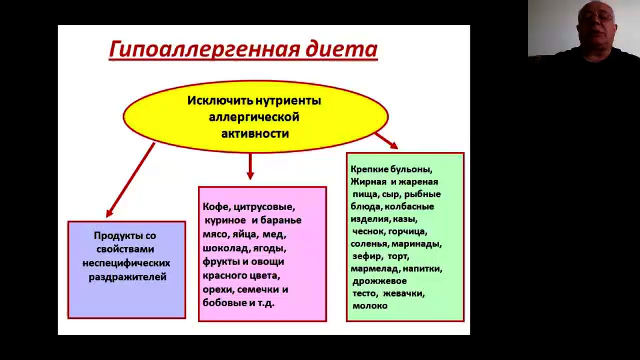 Гипоаллергенная диета
Исключить нутриенты
аллергической
активности
Продукты со
свойствами
неспецифических
раздражителей
Кофе, цитрусовые,
куриное и баранье
мясо, яйца, мед,
шоколад, ягоды,
фрукты и овощи
красного цвета,
орехи, семечки и
бобовые и т.д.
Крепкие бульоны,
Жирная и жареная
пища, сыр, рыбные
блюда, колбасные
изделия, казы,
чеснок, горчица,
соленья, маринады,
зефир, торт,
мармелад, напитки,
дрожжевое
тесто, жевачки,
молоко